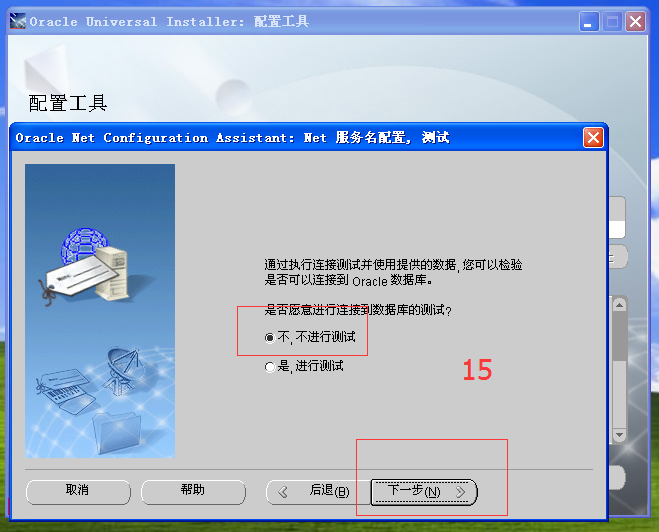 Oracle Universal Installer: 配置工具
配置工具
Oracle Net Configuration Assistant: Net 服务名配置, 测试
通过执行连接测试并使用提供的数据, 您可以检验
是否可以连接到 Oracle 数据库。
是否愿意进行连接到数据库的测试?
不, 不进行测试
是, 进行测试
15
取消
帮助
后退(B)
下一步(N)